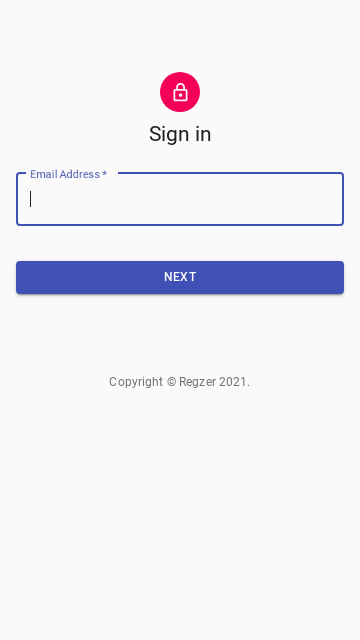 Sign in
Email Address *
NEXT
Copyright © Regzer 2021.